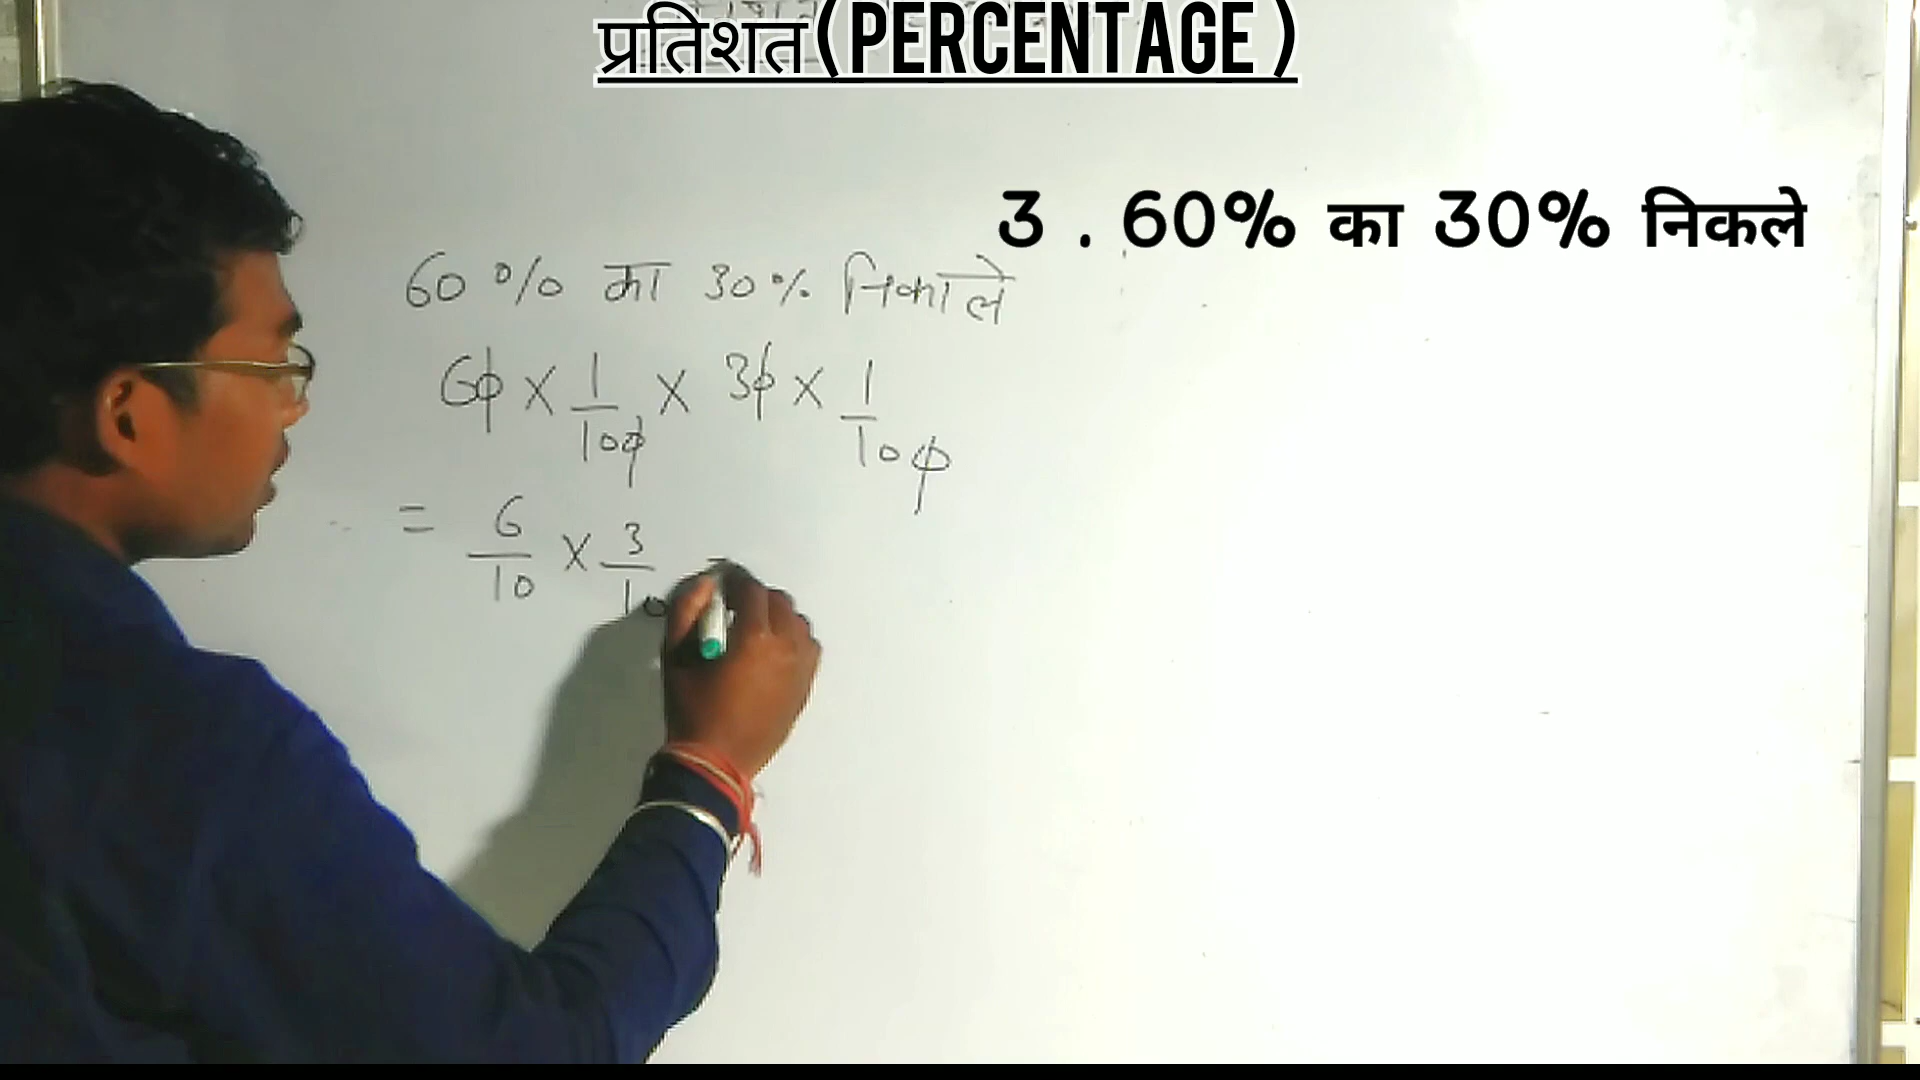 प्रतिशत(PERCENTAGE)
3 . 60% का 30% निकले
60% का 30% निकाले
60 × 1/100 × 30 × 1/100
= 6/10 × 3/10